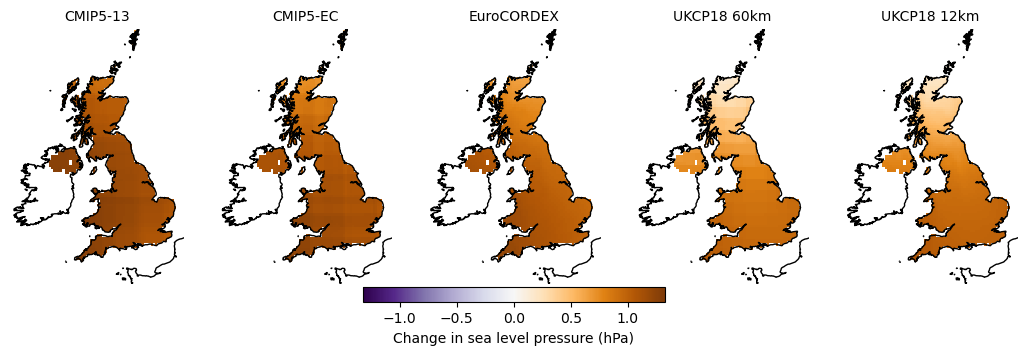 CMIP5-13 CMIP5-EC EuroCORDEX UKCP18 60km UKCP18 12km
−1.0 −0.5 0.0 0.5 1.0
Change in sea level pressure (hPa)